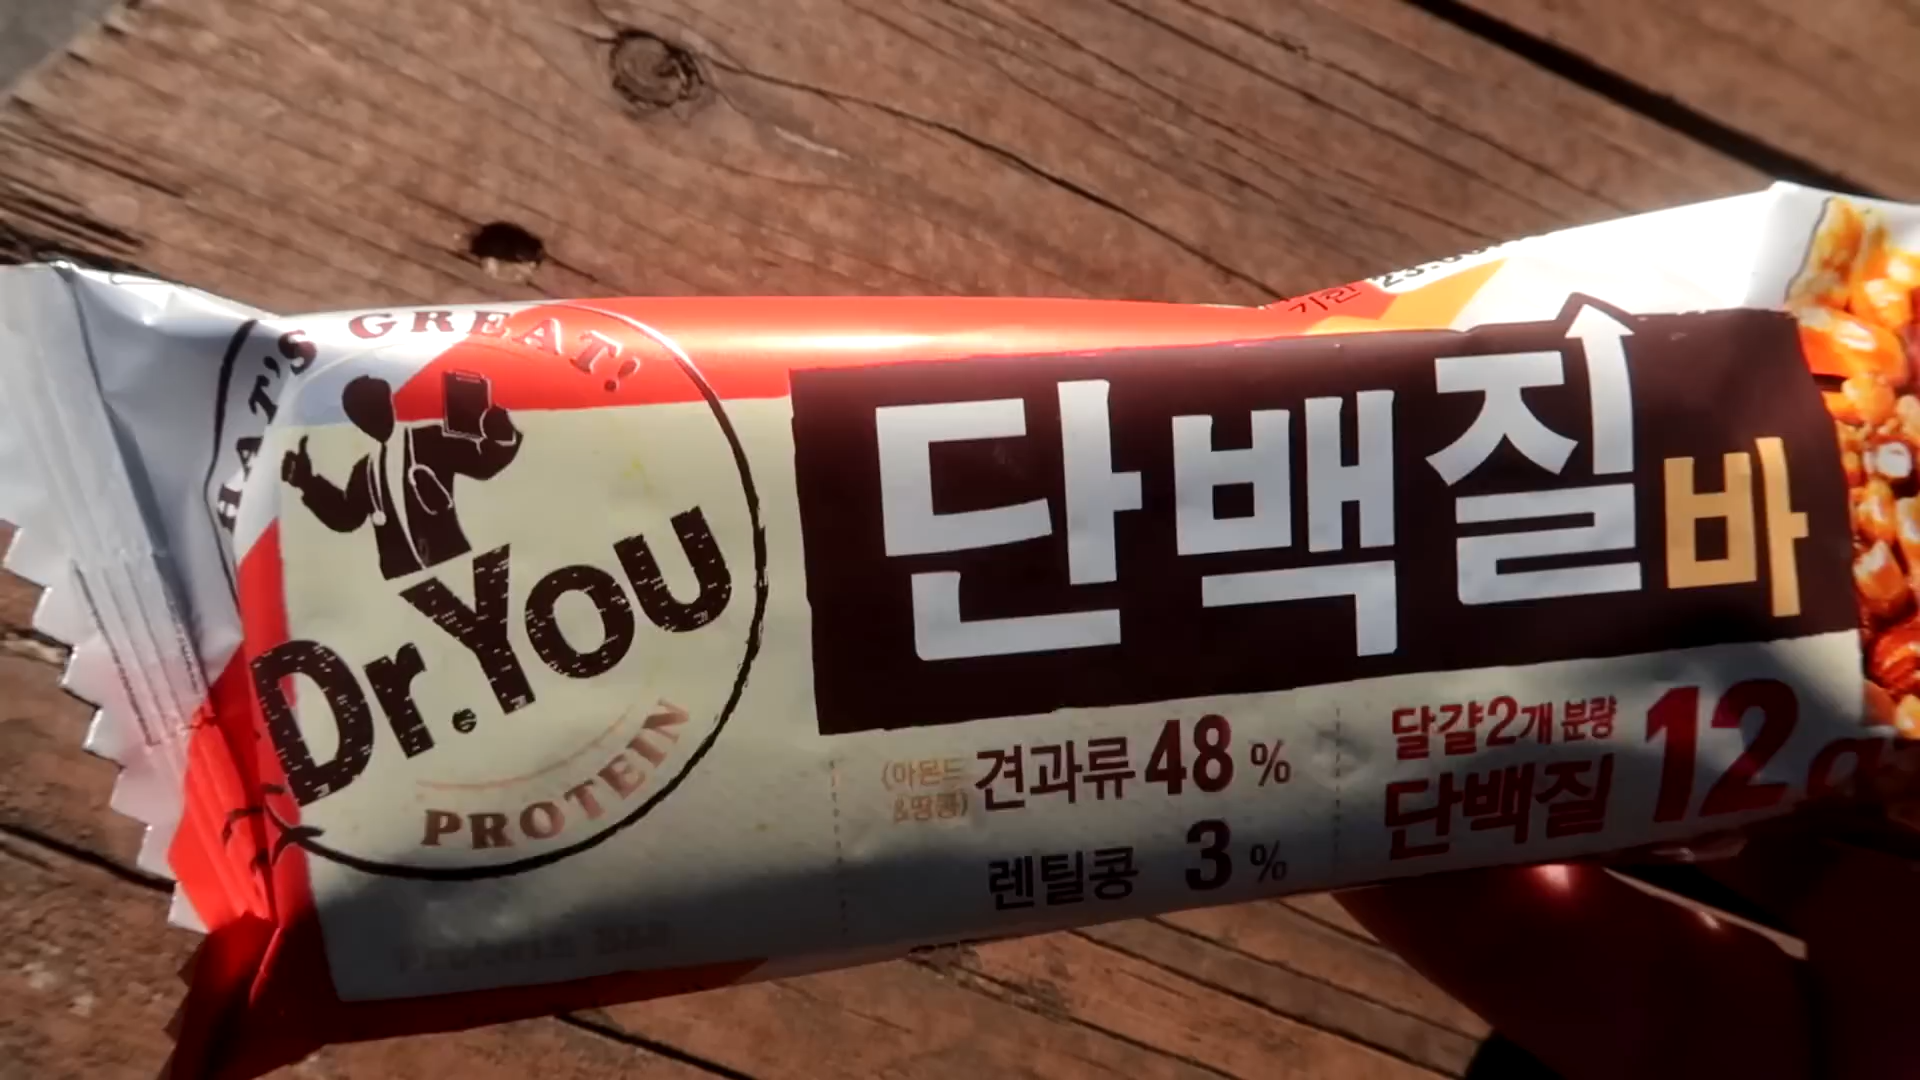 HAT'S GREAT!
Dr.YOU
PROTEIN
단백질바
(아몬드&땅콩) 견과류 48 %
렌틸콩 3 %
달걀2개 분량
단백질 12g